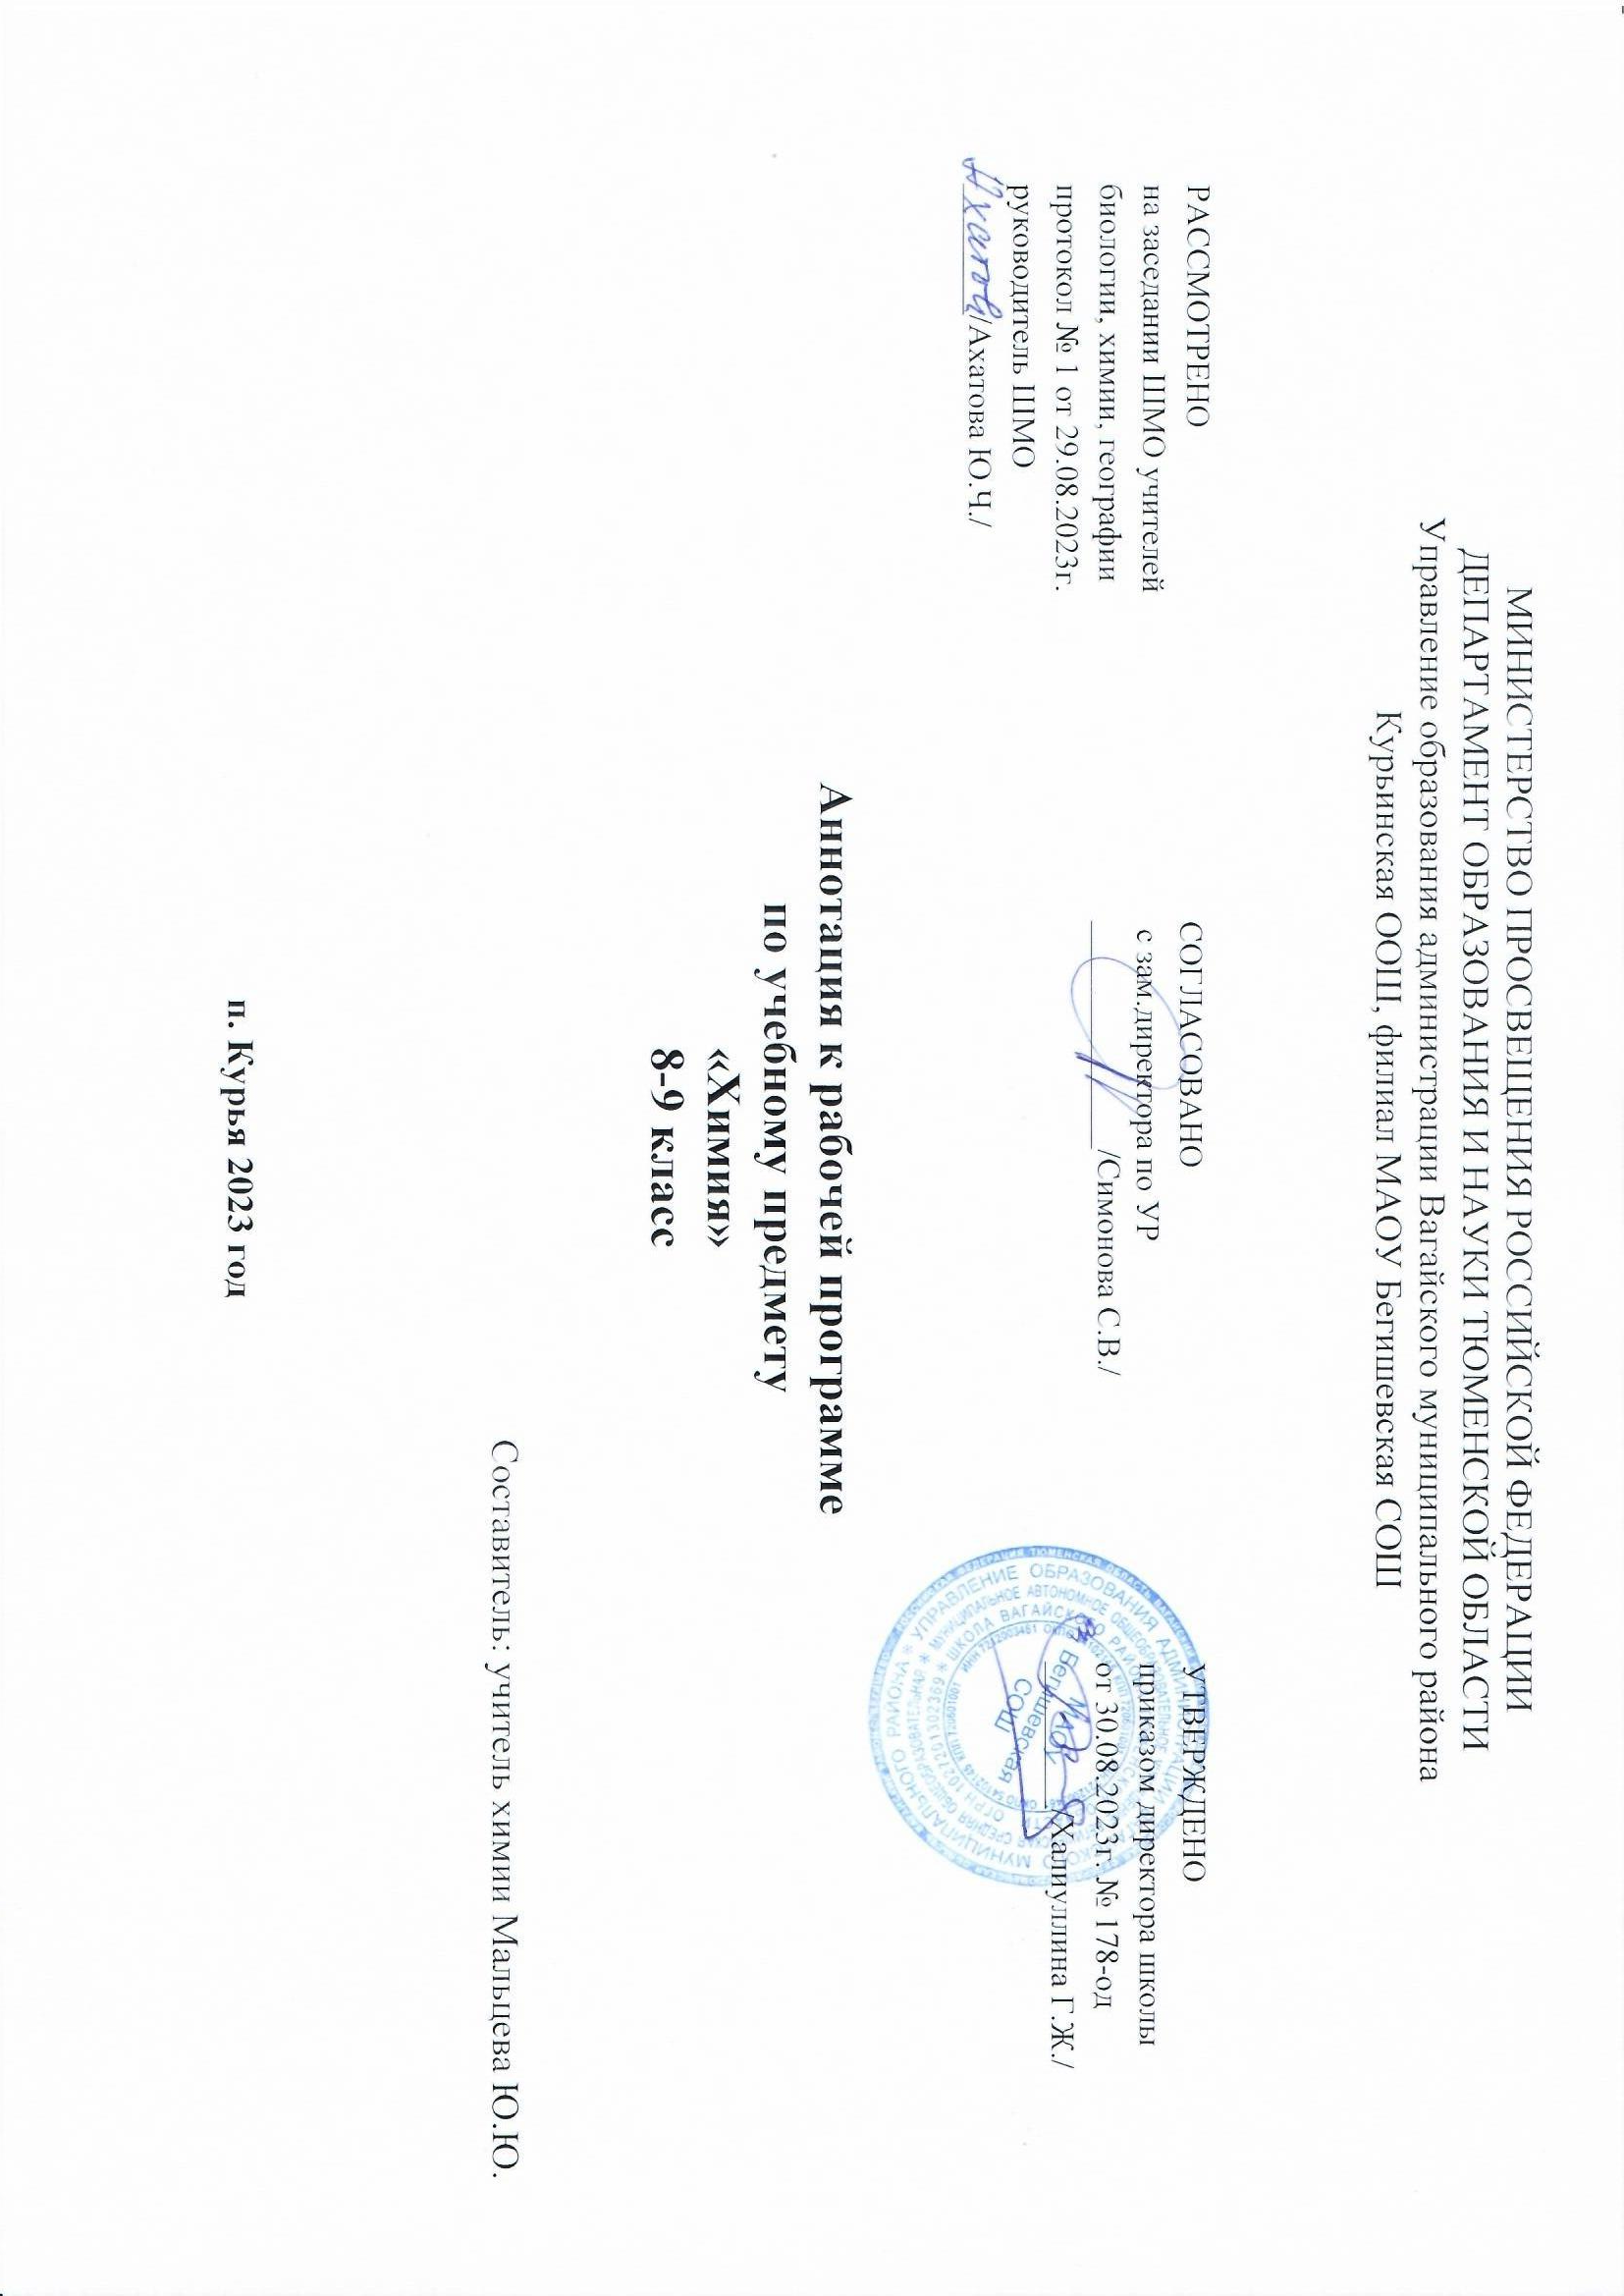 МИНИСТЕРСТВО ПРОСВЕЩЕНИЯ РОССИЙСКОЙ ФЕДЕРАЦИИ
ДЕПАРТАМЕНТ ОБРАЗОВАНИЯ И НАУКИ ТЮМЕНСКОЙ ОБЛАСТИ
Управление образования администрации Вагайского муниципального района
Курьинская ООШ, филиал МАОУ Бегишевская СОШ
РАССМОТРЕНО
на заседании ШМО учителей
биологии, химии, географии
протокол № 1 от 29.08.2023г.
руководитель ШМО
/Ахатова Ю.Ч./
СОГЛАСОВАНО
с зам.директора по УР
/Симонова С.В./
УТВЕРЖДЕНО
приказом директора школы
от 30.08.2023г. № 178-од
/Халиуллина Г.Ж./
Бегишевская
СОШ
Аннотация к рабочей программе
по учебному предмету
«Химия»
8-9 класс
Составитель: учитель химии Мальцева Ю.Ю.
п. Курья 2023 год